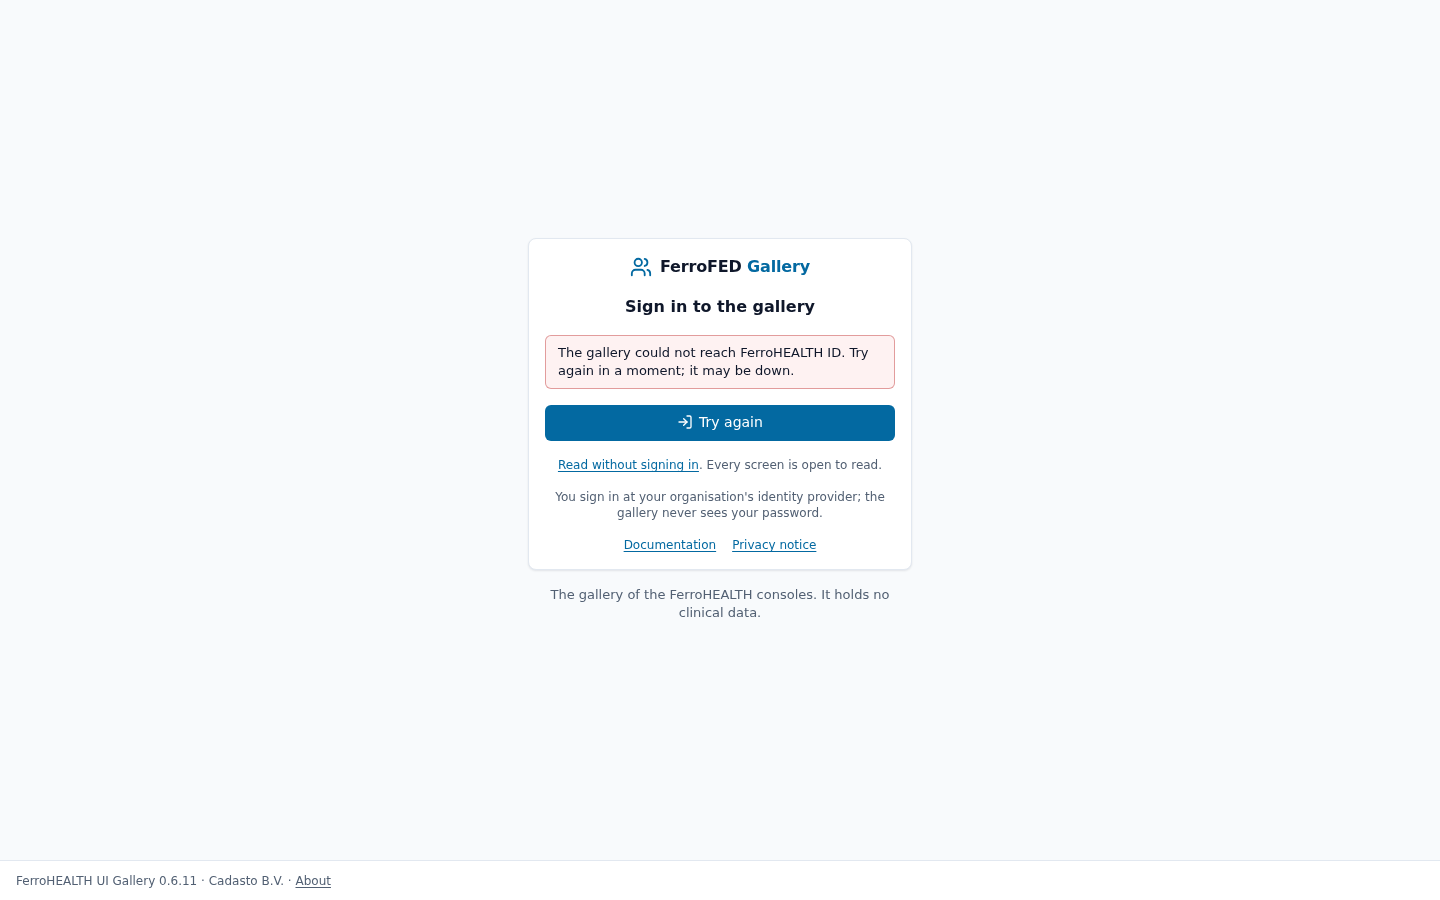 FerroFED Gallery
Sign in to the gallery
The gallery could not reach FerroHEALTH ID. Try
again in a moment; it may be down.
Try again
Read without signing in. Every screen is open to read.
You sign in at your organisation's identity provider; the
gallery never sees your password.
Documentation Privacy notice
The gallery of the FerroHEALTH consoles. It holds no
clinical data.
FerroHEALTH UI Gallery 0.6.11 · Cadasto B.V. · About